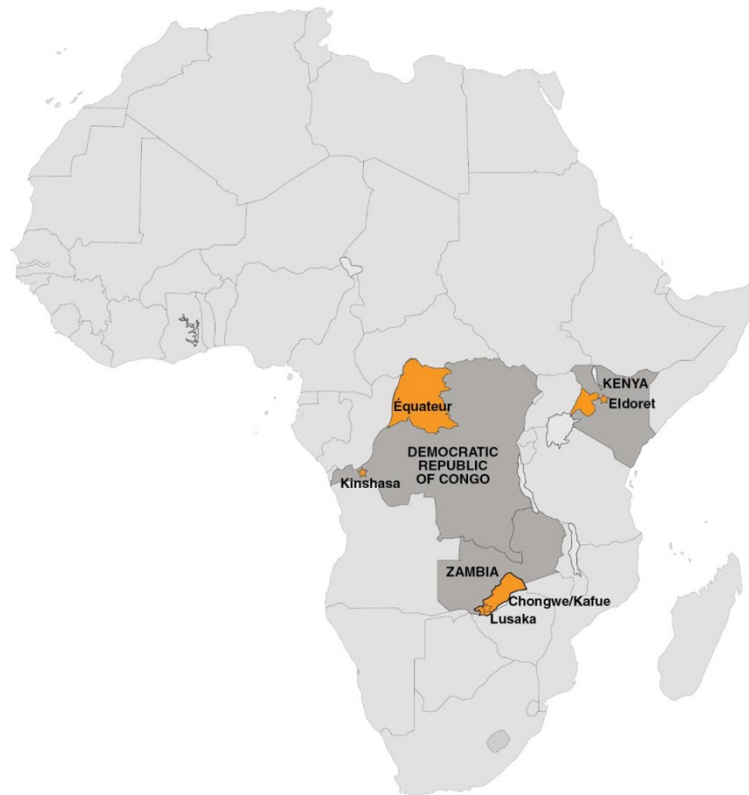 KENYA
Eldoret
Équateur
DEMOCRATIC
REPUBLIC
OF CONGO
Kinshasa
ZAMBIA
Chongwe/Kafue
Lusaka